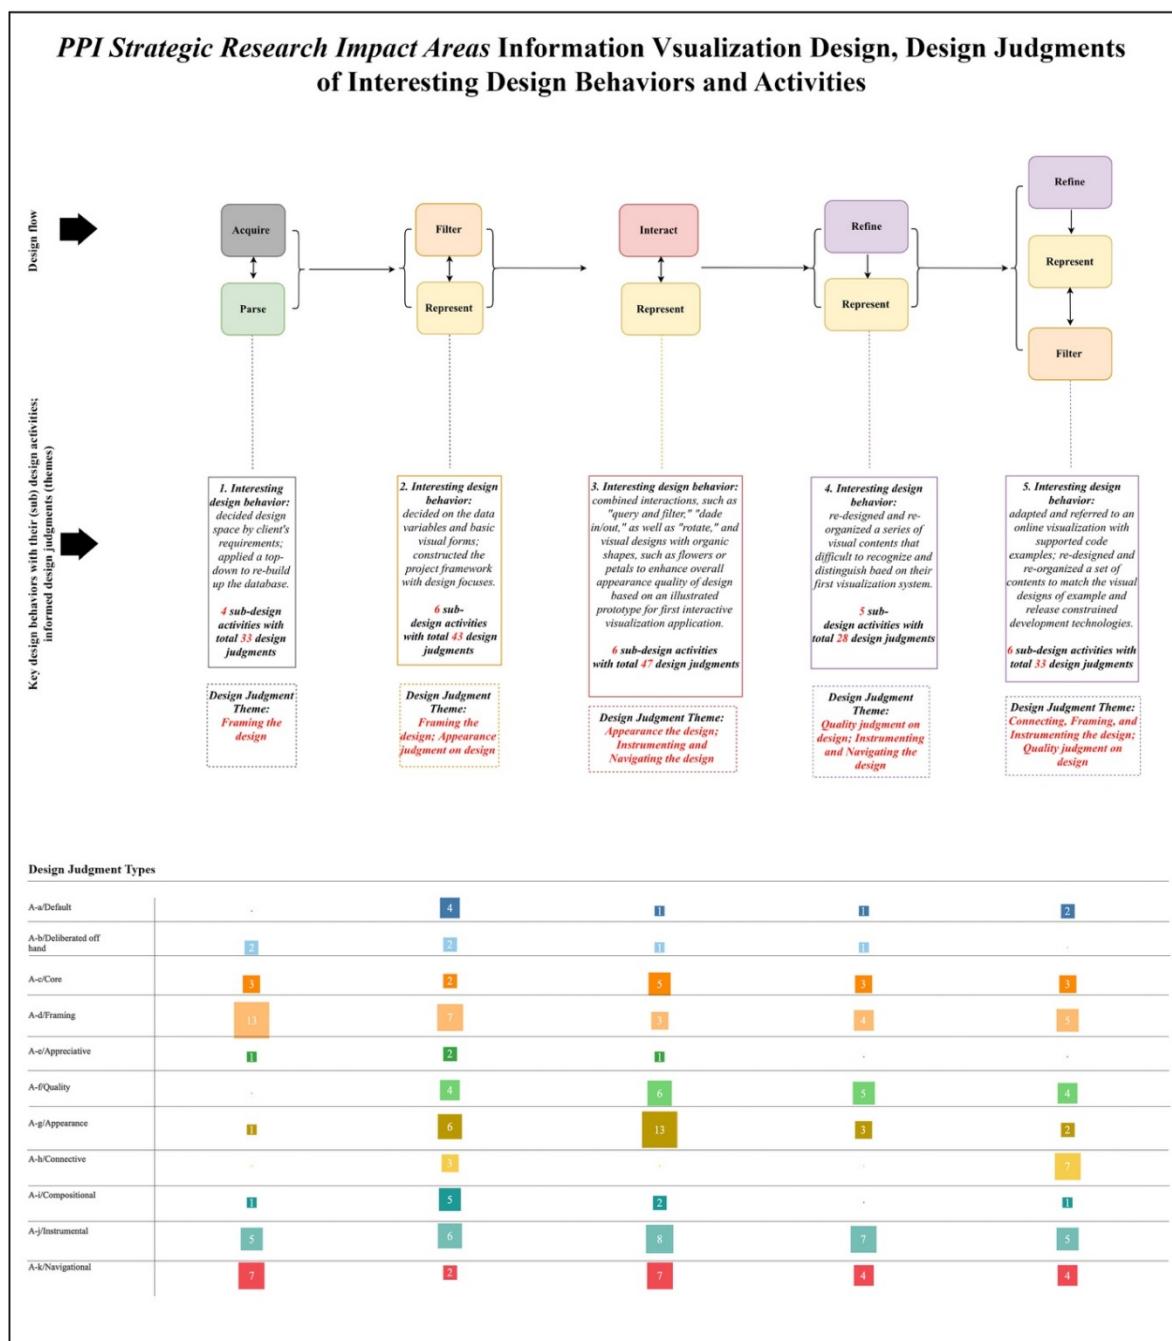 PPI Strategic Research Impact Areas Information Vsualization Design, Design Judgments
of Interesting Design Behaviors and Activities
Design flow
Acquire
Parse
Filter
Represent
Interact
Represent
Refine
Represent
Refine
Represent
Filter
Key design behaviors with their (sub) design activities;
informed design judgments (themes)
1. Interesting
design behavior:
decided design
space by client's
requirements;
applied a top-
down to re-build
up the database.
4 sub-design
activities with
total 33 design
judgments
2. Interesting design
behavior:
decided on the data
variables and basic
visual forms;
constructed the
project framework
with design focuses.
6 sub-
design activities
with total 43 design
judgments
3. Interesting design behavior:
combined interactions, such as
"query and filter," "dade
in/out," as well as "rotate," and
visual designs with organic
shapes, such as flowers or
petals to enhance overall
appearance quality of design
based on an illustrated
prototype for first interactive
visualization application.
6 sub-design activities
with total 47 design judgments
4. Interesting design
behavior:
re-designed and re-
organized a series of
visual contents that
difficult to recognize and
distinguish baed on their
first visualization system.
5 sub-
design activities with
total 28 design judgments
5. Interesting design
behavior:
adapted and referred to an
online visualization with
supported code
examples; re-designed and
re-organized a set of
contents to match the visual
designs of example and
release constrained
development technologies.
6 sub-design activities with
total 33 design judgments
Design Judgment
Theme:
Framing the
design
Design Judgment
Theme:
Framing the
design; Appearance
judgment on design
Design Judgment Theme:
Appearance the design;
Instrumenting and
Navigating the design
Design Judgment
Theme:
Quality judgment on
design; Instrumenting
and Navigating the
design
Design Judgment Theme:
Connecting, Framing, and
Instrumenting the design;
Quality judgment on
design
Design Judgment Types
A-a/Default 4 1 1 2
A-b/Deliberated off
hand 2 2 1 1
A-c/Core 3 2 5 3 3
A-d/Framing 13 7 3 4 5
A-e/Appreciative 1 2 1
A-f/Quality 4 6 5 4
A-g/Appearance 1 6 13 3 2
A-h/Connective 3 7
A-i/Compositional 1 5 2 1
A-j/Instrumental 5 6 8 7 5
A-k/Navigational 7 2 7 4 4